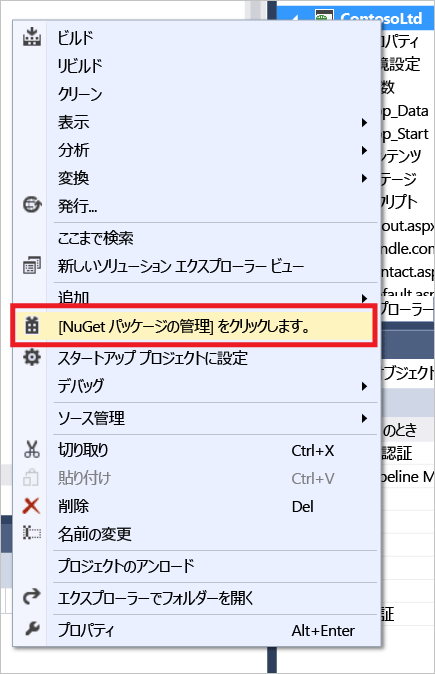 ContosoLtd
ビルド
リビルド
クリーン
表示
分析
変換
発行...
ここまで検索
新しいソリューション エクスプローラー ビュー
追加
[NuGet パッケージの管理] をクリックします。
スタートアップ プロジェクトに設定
デバッグ
ソース管理
切り取り Ctrl+X
貼り付け Ctrl+V
削除 Del
名前の変更
プロジェクトのアンロード
エクスプローラーでフォルダーを開く
プロパティ Alt+Enter
パティ
境設定
数
pp_Data
pp_Start
テンツ
テージ
クリプト
out.aspx
ndle.con
ntact.asp
efault.asp
プローラー
ブジェクト
のとき
認証
ipeline M
証